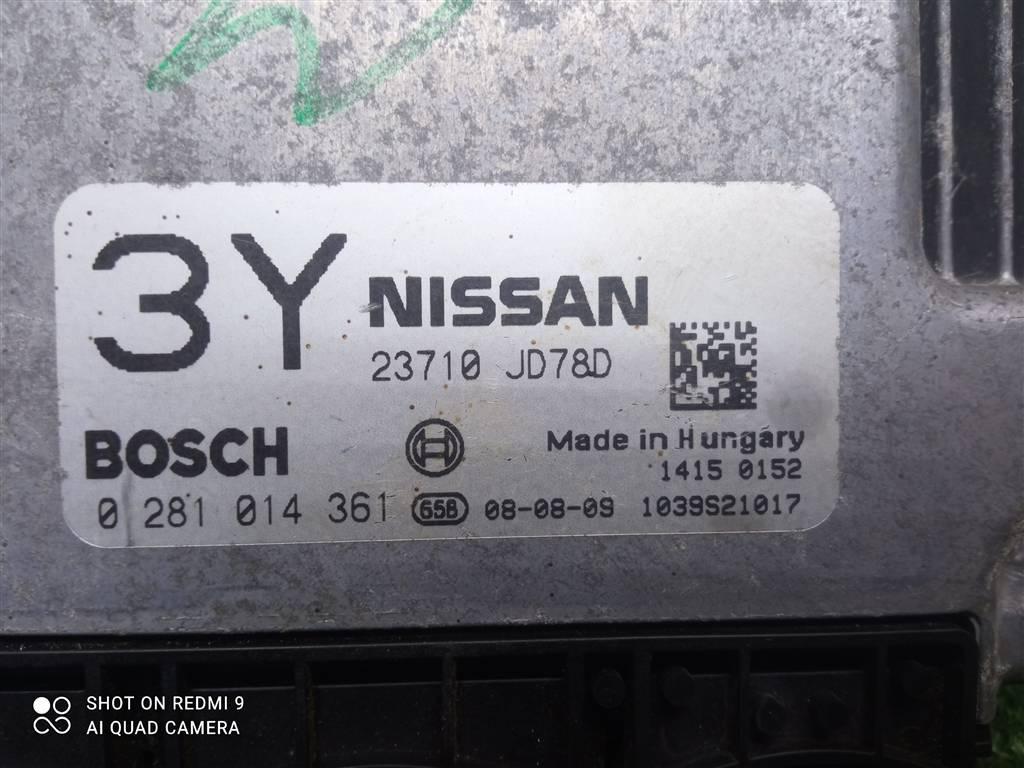 3Y NISSAN
23710 JD78D
BOSCH
Made in Hungary
1415 0152
0 281 014 361 65B 08-08-09 1039S21017
SHOT ON REDMI 9
AI QUAD CAMERA